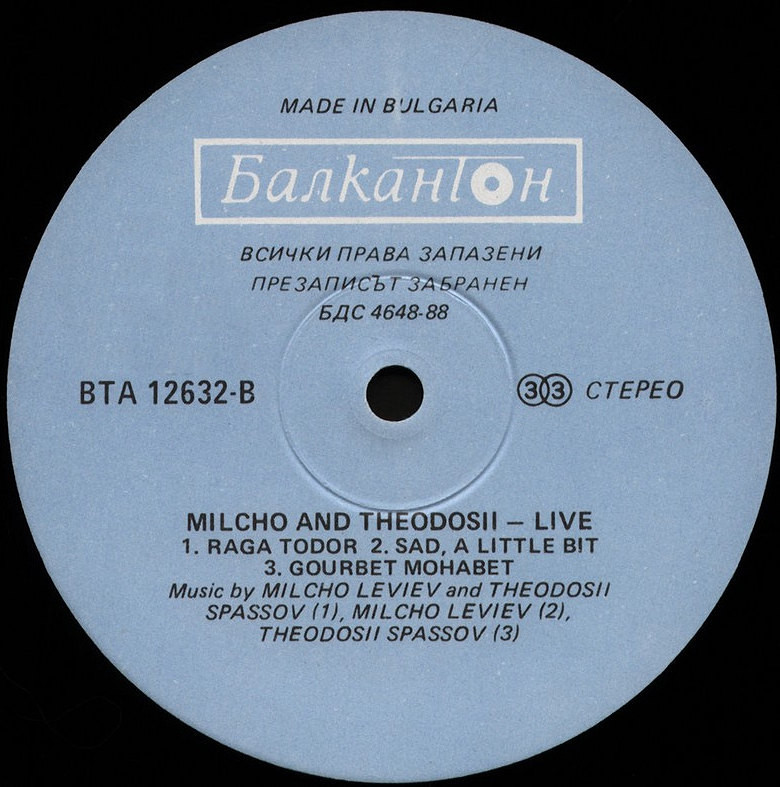 MADE IN BULGARIA
Балкантон
ВСИЧКИ ПРАВА ЗАПАЗЕНИ
ПРЕЗАПИСЪТ ЗАБРАНЕН
БДС 4648-88
ВТА 12632-В
33 СТЕРЕО
MILCHO AND THEODOSII – LIVE
1. RAGA TODOR 2. SAD, A LITTLE BIT
3. GOURBET MOHABET
Music by MILCHO LEVIEV and THEODOSII
SPASSOV (1), MILCHO LEVIEV (2),
THEODOSII SPASSOV (3)